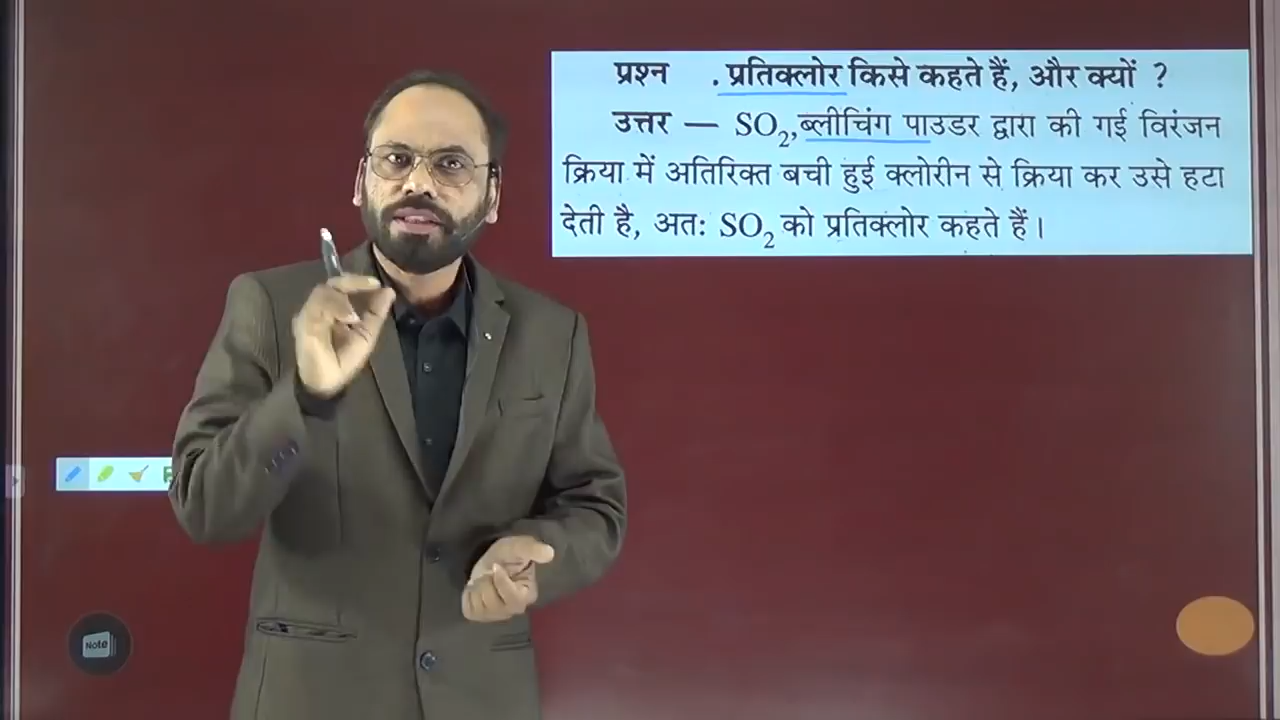 प्रश्न . प्रतिक्लोर किसे कहते हैं, और क्यों ?
उत्तर — SO₂,ब्लीचिंग पाउडर द्वारा की गई विरंजन
क्रिया में अतिरिक्त बची हुई क्लोरीन से क्रिया कर उसे हटा
देती है, अतः SO₂ को प्रतिक्लोर कहते हैं।
Note